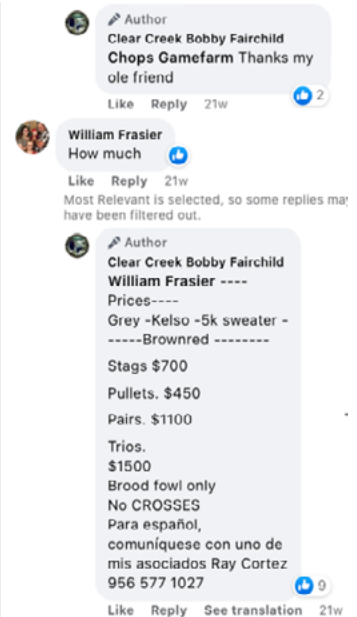 Author
Clear Creek Bobby Fairchild
Chops Gamefarm Thanks my
ole friend
Like Reply 21w
2
William Frasier
How much
Like Reply 21w
Most Relevant is selected, so some replies may
have been filtered out.
Author
Clear Creek Bobby Fairchild
William Frasier ----
Prices----
Grey -Kelso -5k sweater -
-----Brownred --------
Stags $700
Pullets. $450
Pairs. $1100
Trios.
$1500
Brood fowl only
No CROSSES
Para español,
comuníquese con uno de
mis asociados Ray Cortez
956 577 1027
9
Like Reply See translation 21w